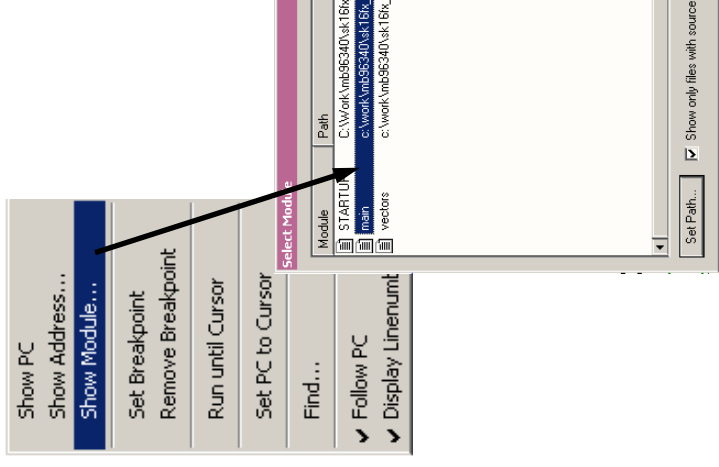 Show PC
Show Address...
Show Module...
Set Breakpoint
Remove Breakpoint
Run until Cursor
Set PC to Cursor
Find...
Follow PC
Display Linenumb
Select Module
Module Path
STARTUP C:\Work\mb96340\sk16fx
main c:\work\mb96340\sk16fx_
vectors c:\work\mb96340\sk16fx_
Set Path... Show only files with source